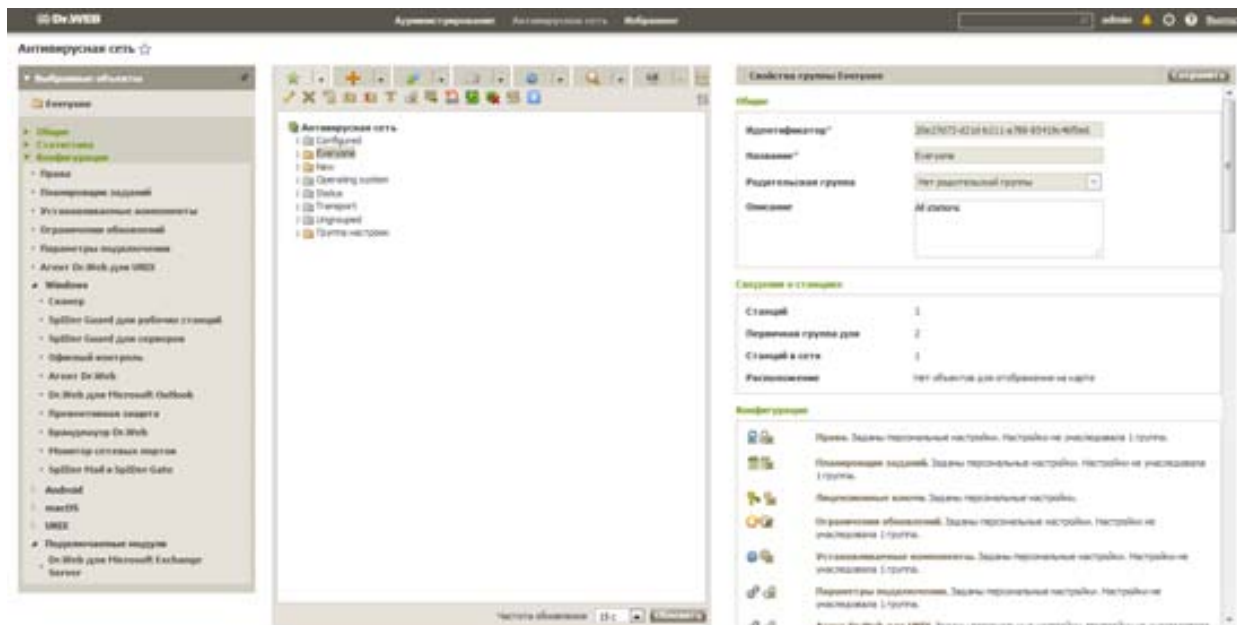 Dr.WEB
Администрирование Антивирусная сеть Избранное
admin
Антивирусная сеть
Выбранные объекты
Everyone
Общие
Статистика
Конфигурация
Права
Планировщик заданий
Устанавливаемые компоненты
Ограничения обновлений
Параметры подключения
Агент Dr.Web для UNIX
Windows
Сканер
SpIDer Guard для рабочих станций
SpIDer Guard для серверов
Офисный контроль
Агент Dr.Web
Dr.Web для Microsoft Outlook
Превентивная защита
Брандмауэр Dr.Web
Монитор сетевых портов
SpIDer Mail и SpIDer Gate
Android
macOS
UNIX
Подключаемые модули
Dr.Web для Microsoft Exchange
Server
Антивирусная сеть
Configured
Everyone
New
Operating system
Status
Transport
Ungrouped
Группа настроек
Частота обновления 15 с Обновить
Свойства группы Everyone Сохранить
Общие
Идентификатор*
Название* Everyone
Родительская группа Нет родительской группы
Описание All stations
Сведения о станциях
Станций 1
Первичная группа для 2
Станций в сети 1
Расположение Нет объектов для отображения на карте
Конфигурация
Права. Заданы персональные настройки. Настройки не унаследовала 1 группа.
Планировщик заданий. Заданы персональные настройки. Настройки не унаследовала
1 группа.
Лицензионные ключи. Заданы персональные настройки.
Ограничения обновлений. Заданы персональные настройки. Настройки не
унаследовала 1 группа.
Устанавливаемые компоненты. Заданы персональные настройки. Настройки не
унаследовала 1 группа.
Параметры подключения. Заданы персональные настройки. Настройки не
унаследовала 1 группа.